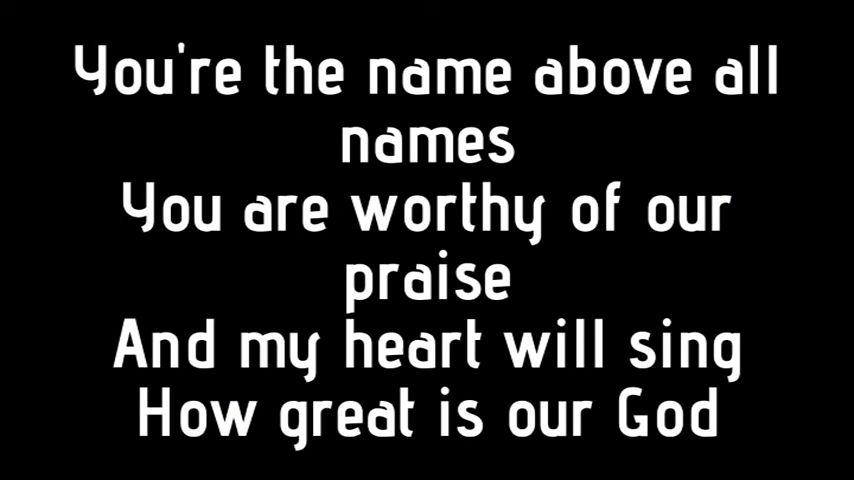 You're the name above all
names
You are worthy of our
praise
And my heart will sing
How great is our God